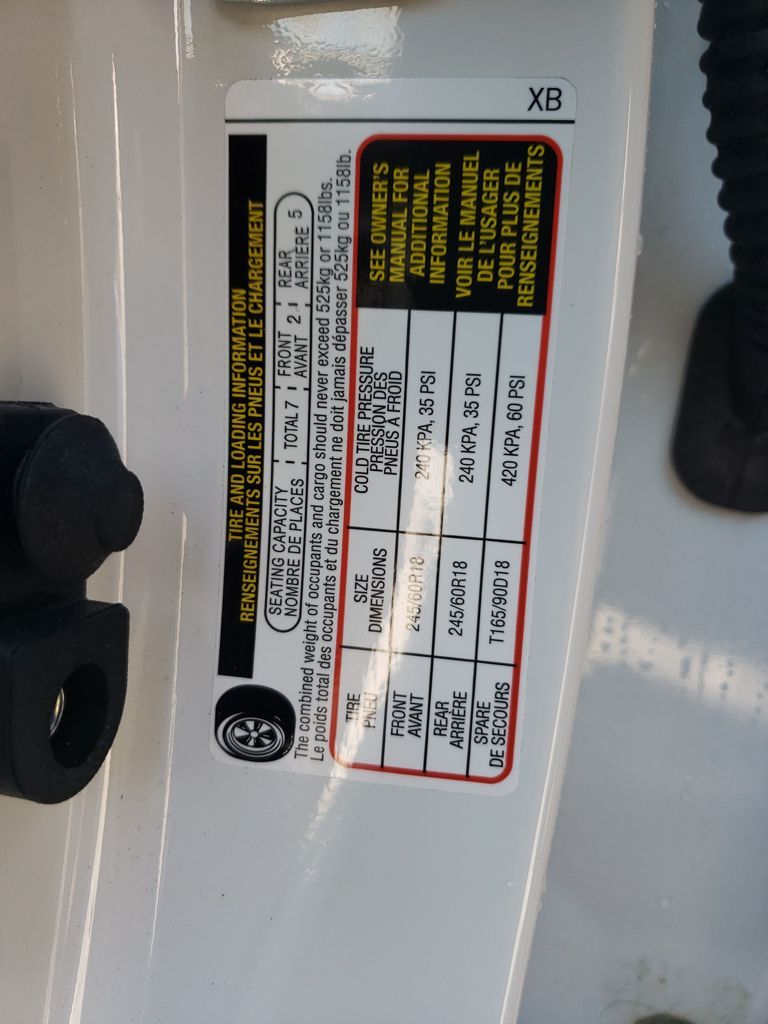 XB
TIRE AND LOADING INFORMATION
RENSEIGNEMENTS SUR LES PNEUS ET LE CHARGEMENT
SEATING CAPACITY
NOMBRE DE PLACES
TOTAL 7
FRONT
AVANT 2
REAR
ARRIÈRE 5
The combined weight of occupants and cargo should never exceed 525kg or 1158lbs.
Le poids total des occupants et du chargement ne doit jamais dépasser 525kg ou 1158lb.
TIRE
PNEU
SIZE
DIMENSIONS
COLD TIRE PRESSURE
PRESSION DES
PNEUS À FROID
FRONT
AVANT
245/60R18
240 KPA, 35 PSI
REAR
ARRIÈRE
245/60R18
240 KPA, 35 PSI
SPARE
DE SECOURS
T165/90D18
420 KPA, 60 PSI
SEE OWNER'S
MANUAL FOR
ADDITIONAL
INFORMATION
VOIR LE MANUEL
DE L'USAGER
POUR PLUS DE
RENSEIGNEMENTS